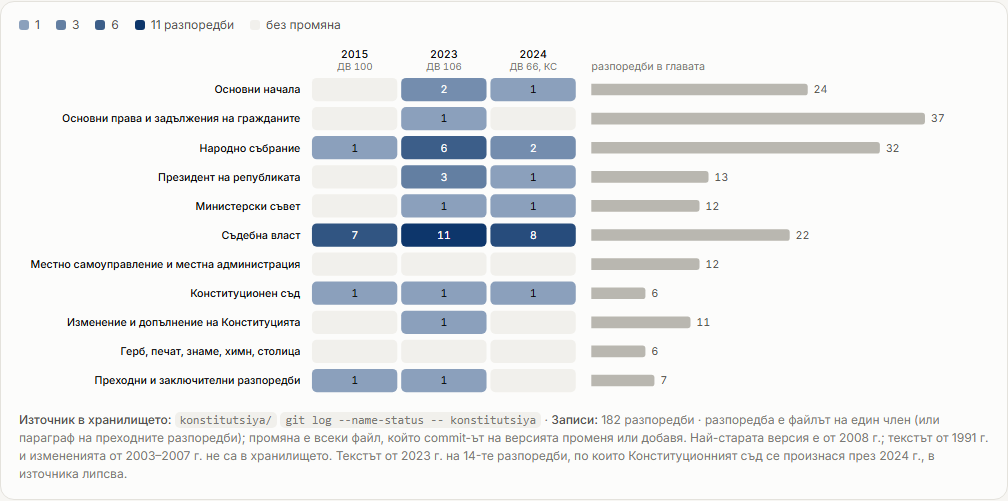 1 3 6 11 разпоредби без промяна
2015 2023 2024
ДВ 100 ДВ 106 ДВ 66, КС разпоредби в главата
Основни начала 2 1 24
Основни права и задължения на гражданите 1 37
Народно събрание 1 6 2 32
Президент на републиката 3 1 13
Министерски съвет 1 1 12
Съдебна власт 7 11 8 22
Местно самоуправление и местна администрация 12
Конституционен съд 1 1 1 6
Изменение и допълнение на Конституцията 1 11
Герб, печат, знаме, химн, столица 6
Преходни и заключителни разпоредби 1 1 7
Източник в хранилището: konstitutsiya/ git log --name-status -- konstitutsiya · Записи: 182 разпоредби · разпоредба е файлът на един член (или
параграф на преходните разпоредби); промяна е всеки файл, който commit-ът на версията променя или добавя. Най-старата версия е от 2008 г.; текстът от 1991 г.
и измененията от 2003–2007 г. не са в хранилището. Текстът от 2023 г. на 14-те разпоредби, по които Конституционният съд се произнася през 2024 г., в
източника липсва.